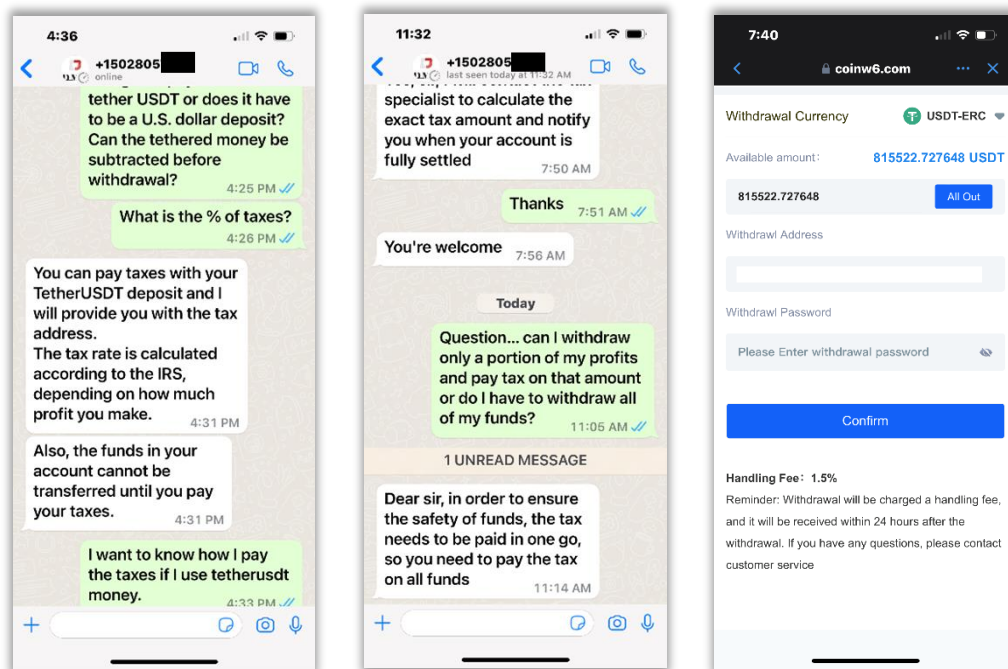 4:36
+1502805
online
tether USDT or does it have
to be a U.S. dollar deposit?
Can the tethered money be
subtracted before
withdrawal?
4:25 PM
What is the % of taxes?
4:26 PM
You can pay taxes with your
TetherUSDT deposit and I
will provide you with the tax
address.
The tax rate is calculated
according to the IRS,
depending on how much
profit you make.
4:31 PM
Also, the funds in your
account cannot be
transferred until you pay
your taxes.
4:31 PM
I want to know how I pay
the taxes if I use tetherusdt
money.
4:33 PM
11:32
+1502805
last seen today at 11:32 AM
specialist to calculate the
exact tax amount and notify
you when your account is
fully settled
7:50 AM
Thanks
7:51 AM
You're welcome
7:56 AM
Today
Question... can I withdraw
only a portion of my profits
and pay tax on that amount
or do I have to withdraw all
of my funds?
11:05 AM
1 UNREAD MESSAGE
Dear sir, in order to ensure
the safety of funds, the tax
needs to be paid in one go,
so you need to pay the tax
on all funds
11:14 AM
7:40
coinw6.com
Withdrawal Currency
USDT-ERC
Available amount:
815522.727648 USDT
815522.727648
All Out
Withdrawl Address
Withdrawl Password
Please Enter withdrawal password
Confirm
Handling Fee: 1.5%
Reminder: Withdrawal will be charged a handling fee,
and it will be received within 24 hours after the
withdrawal. If you have any questions, please contact
customer service